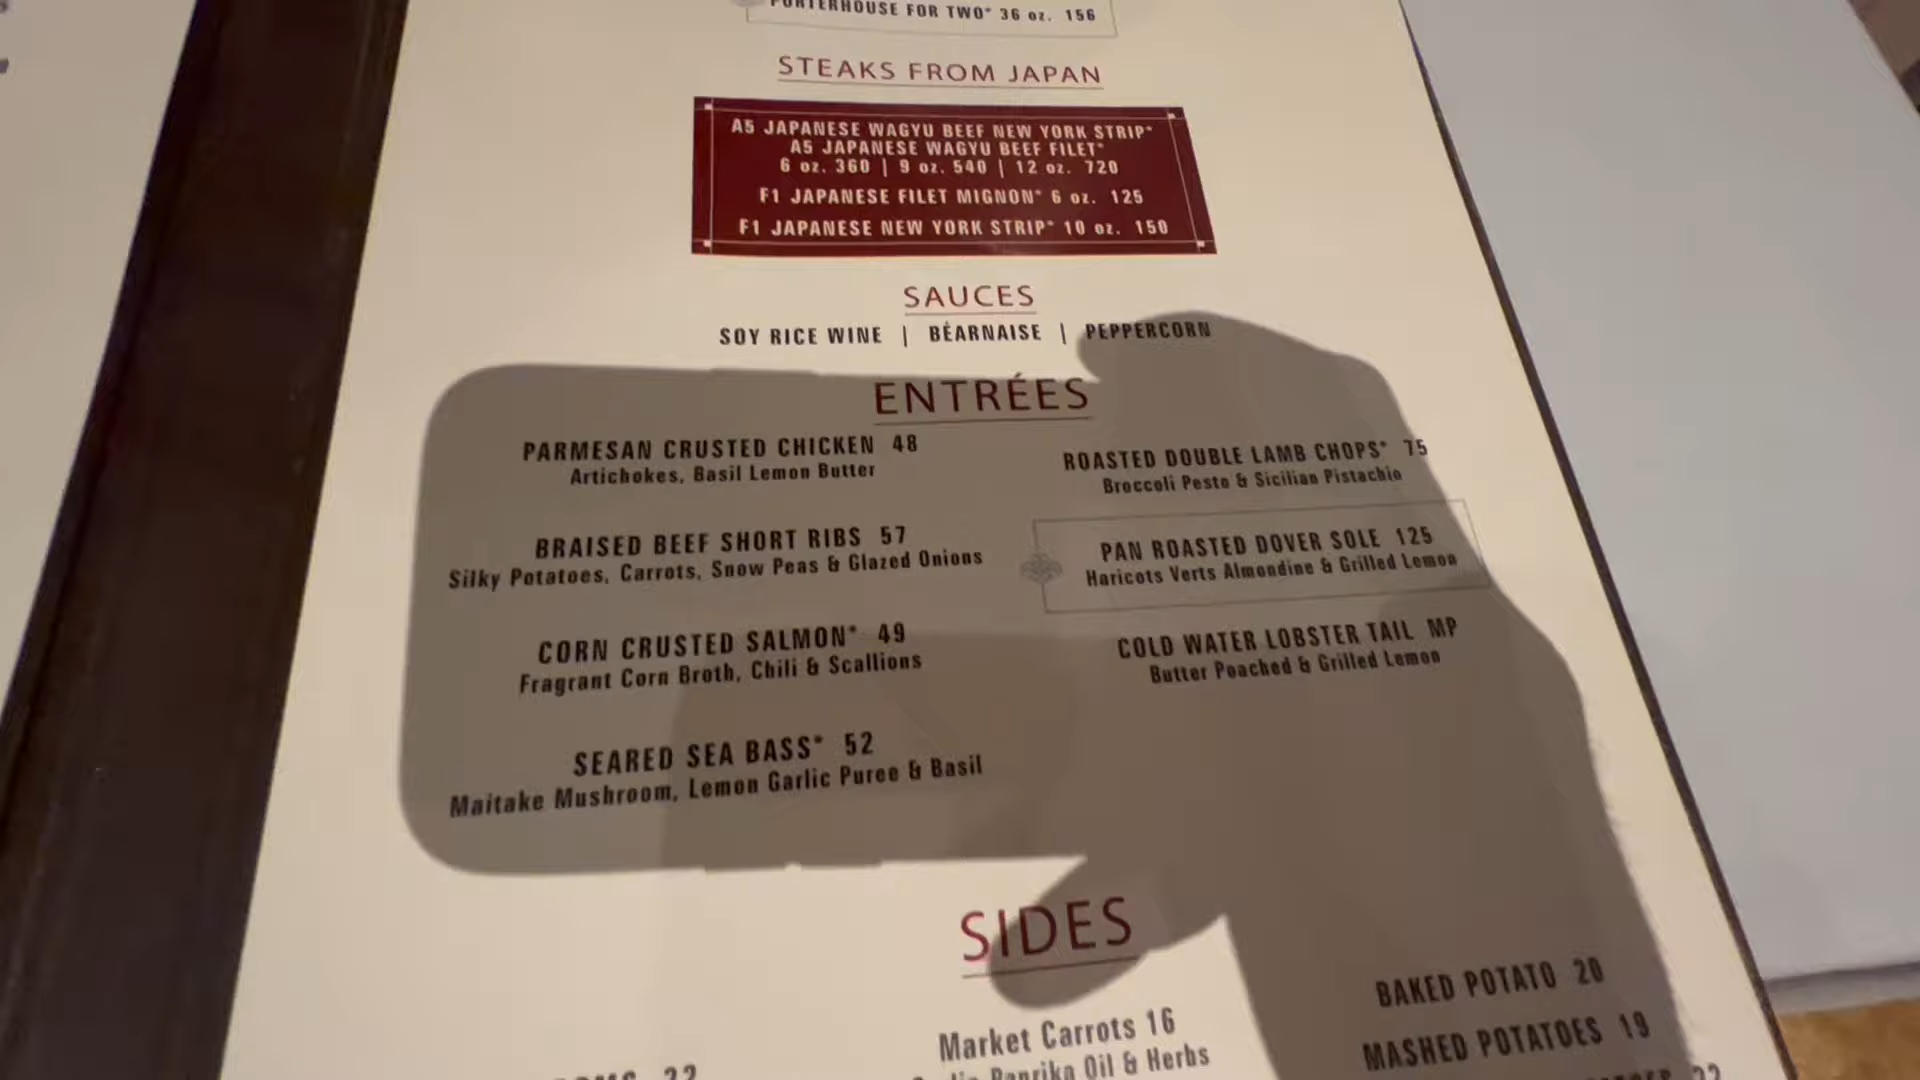 PORTERHOUSE FOR TWO* 36 oz. 156
STEAKS FROM JAPAN
A5 JAPANESE WAGYU BEEF NEW YORK STRIP*
A5 JAPANESE WAGYU BEEF FILET*
6 oz. 360 | 9 oz. 540 | 12 oz. 720
F1 JAPANESE FILET MIGNON* 6 oz. 125
F1 JAPANESE NEW YORK STRIP* 10 oz. 150
SAUCES
SOY RICE WINE | BÉARNAISE | PEPPERCORN
ENTRÉES
PARMESAN CRUSTED CHICKEN 48
Artichokes, Basil Lemon Butter
BRAISED BEEF SHORT RIBS 57
Silky Potatoes, Carrots, Snow Peas & Glazed Onions
CORN CRUSTED SALMON* 49
Fragrant Corn Broth, Chili & Scallions
SEARED SEA BASS* 52
Maitake Mushroom, Lemon Garlic Puree & Basil
ROASTED DOUBLE LAMB CHOPS* 75
Broccoli Pesto & Sicilian Pistachio
PAN ROASTED DOVER SOLE 125
Haricots Verts Almondine & Grilled Lemon
COLD WATER LOBSTER TAIL MP
Butter Poached & Grilled Lemon
SIDES
Market Carrots 16
Paprika Oil & Herbs
BAKED POTATO 20
MASHED POTATOES 19